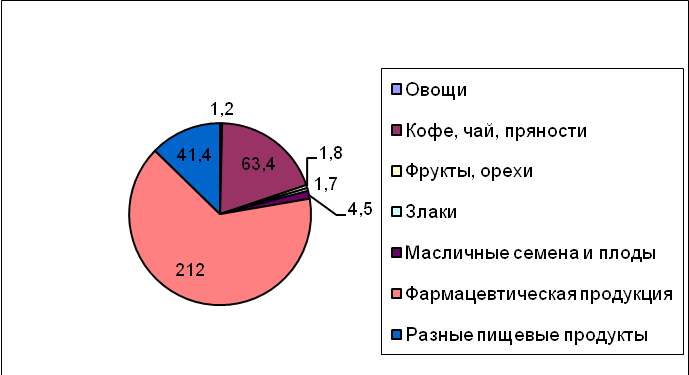 1,2
63,4
1,8
1,7
4,5
212
41,4
Овощи
Кофе, чай, пряности
Фрукты, орехи
Злаки
Масличные семена и плоды
Фармацевтическая продукция
Разные пищевые продукты